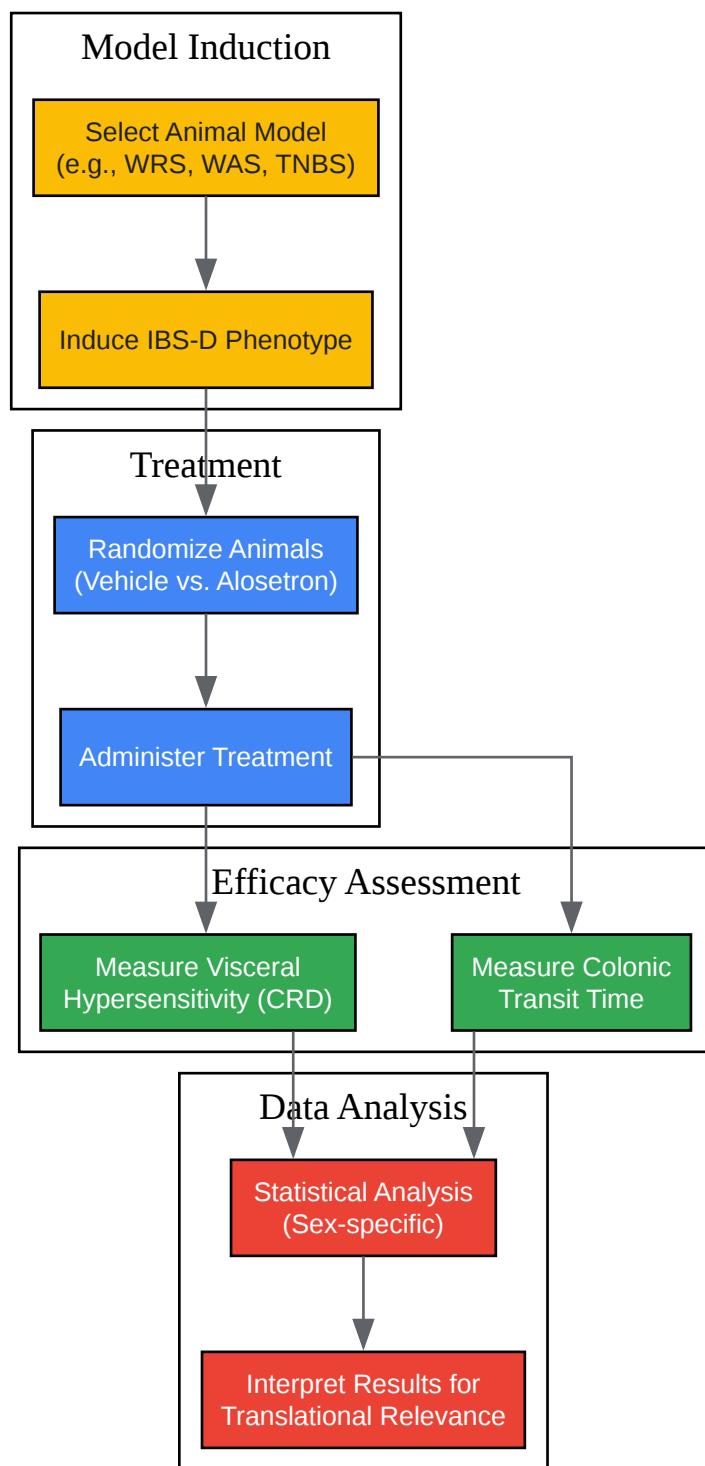 Model Induction
Select Animal Model
(e.g., WRS, WAS, TNBS)
Induce IBS-D Phenotype
Treatment
Randomize Animals
(Vehicle vs. Alosetron)
Administer Treatment
Efficacy Assessment
Measure Visceral
Hypersensitivity (CRD)
Measure Colonic
Transit Time
Data Analysis
Statistical Analysis
(Sex-specific)
Interpret Results for
Translational Relevance